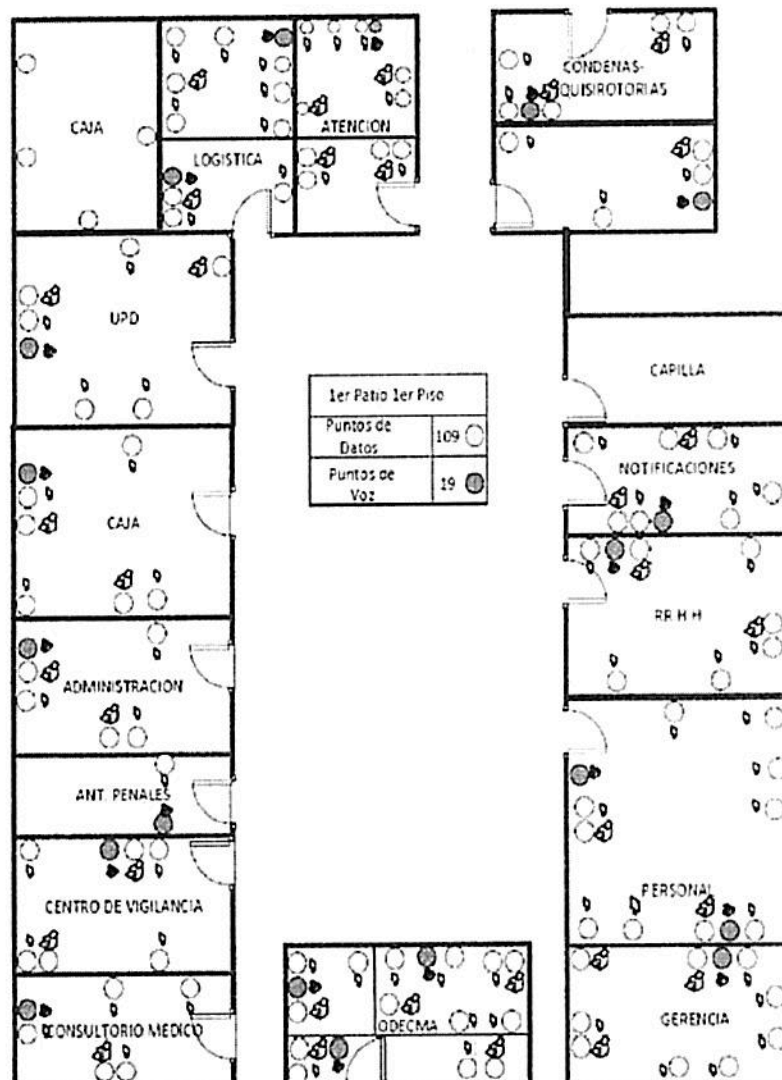 CAJA
LOGISTICA
ATENCION
CONDENAS-
QUISIROTORIAS
UPD
CAPILLA
1er Patio 1er Piso
Puntos de
Datos
109
Puntos de
Voz
19
NOTIFICACIONES
CAJA
RR.H H
ADMINISTRACION
ANT. PENALES
PERSONAL
CENTRO DE VIGILANCIA
CONSULTORIO MEDICO
ODECMA
GERENCIA